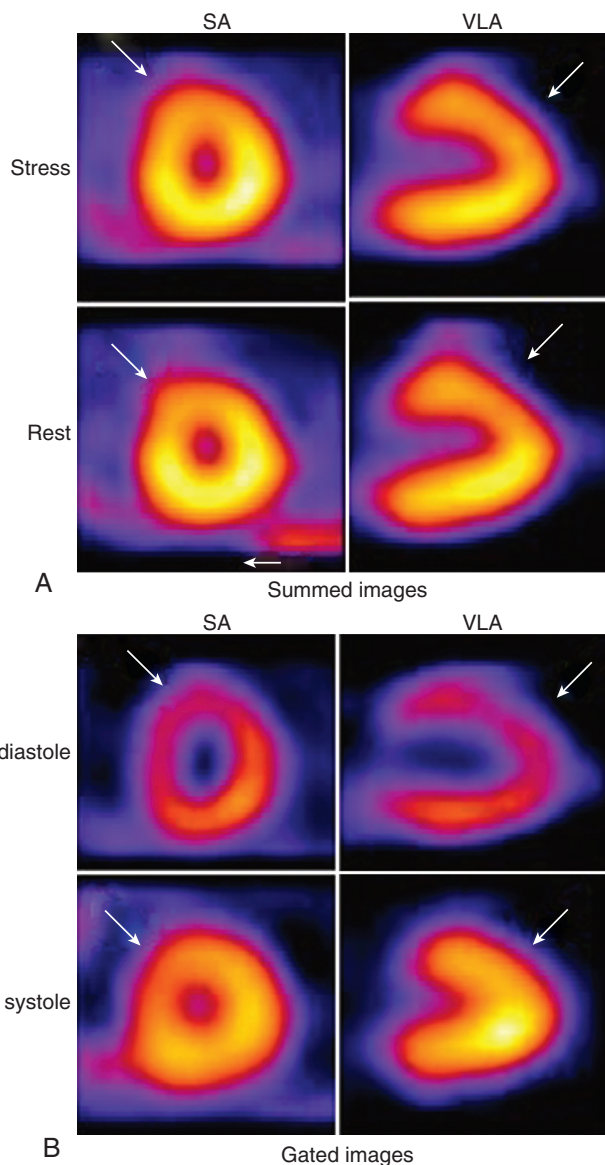 SA VLA
Stress
Rest
A
Summed images
SA VLA
diastole
systole
B
Gated images